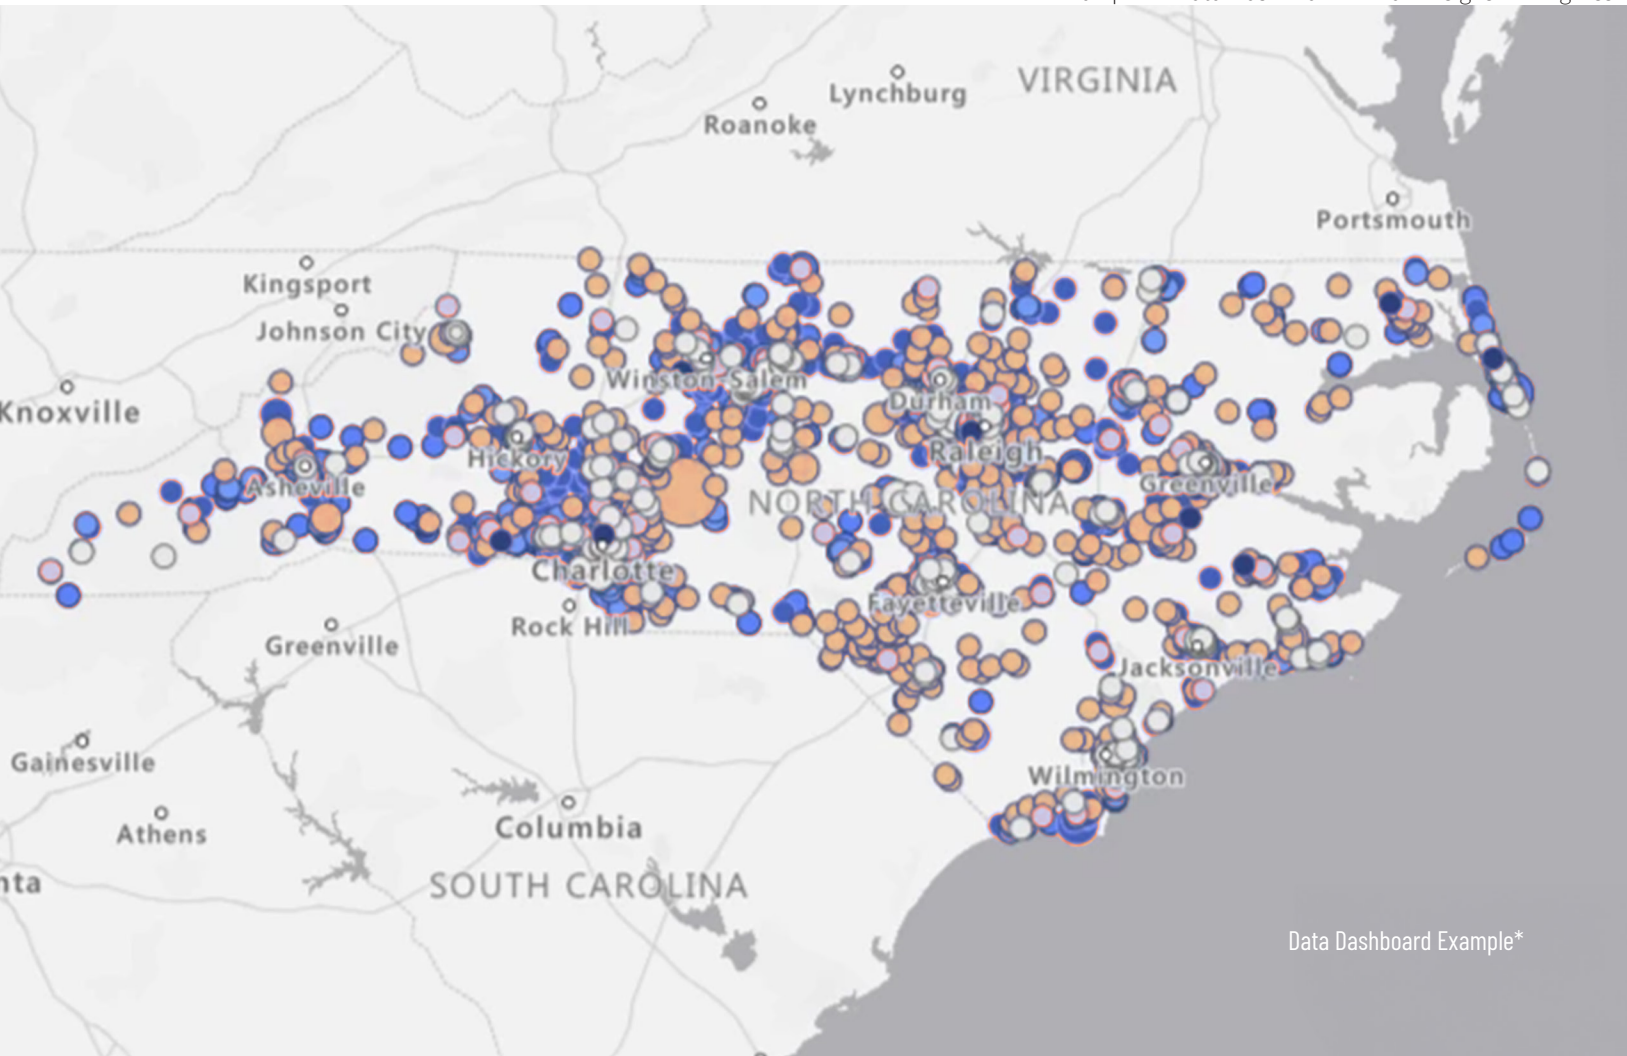 VIRGINIA
Lynchburg
Roanoke
Portsmouth
Kingsport
Johnson City
Knoxville
Winston-Salem
Durham
Hickory
Raleigh
Asheville
Greenville
NORTH CAROLINA
Charlotte
Fayetteville
Rock Hill
Greenville
Jacksonville
Gainesville
Wilmington
Athens
Columbia
nta
SOUTH CAROLINA
Data Dashboard Example*